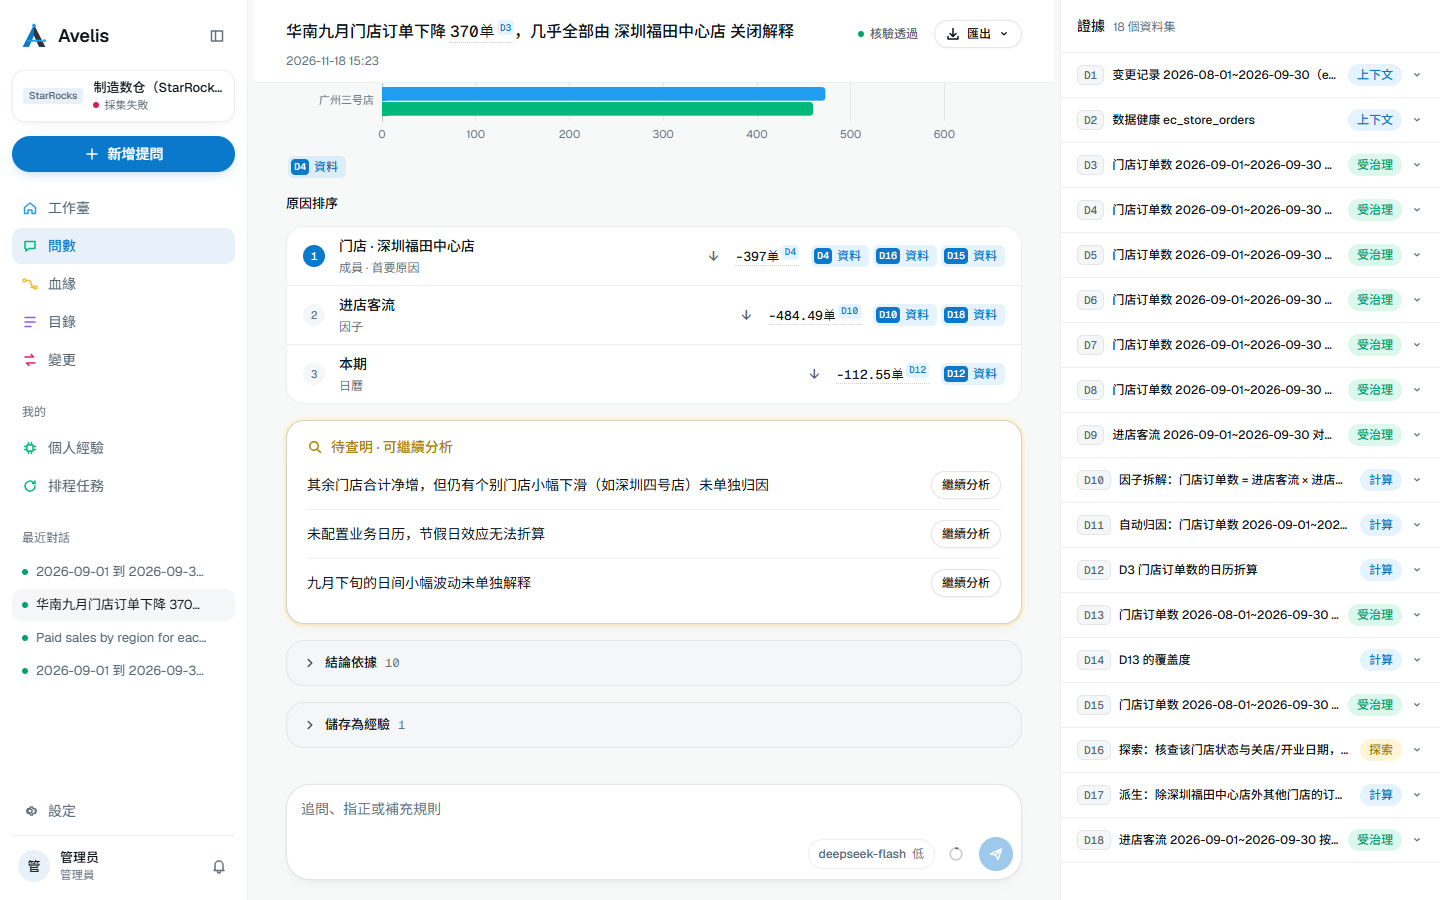 Avelis
StarRocks
制造数仓（StarRock...
採集失敗
新增提問
工作臺
問數
血緣
目錄
變更
我的
個人經驗
排程任務
最近對話
2026-09-01 到 2026-09-3...
华南九月门店订单下降 370...
Paid sales by region for eac...
2026-09-01 到 2026-09-3...
設定
管
管理员
管理員
华南九月门店订单下降 370单 D3，几乎全部由 深圳福田中心店 关闭解释
2026-11-18 15:23
核驗透過
匯出
广州三号店
0 100 200 300 400 500 600
D4 資料
原因排序
1 门店 · 深圳福田中心店
成員 · 首要原因
-397单 D4 D4 資料 D16 資料 D15 資料
2 进店客流
因子
-484.49单 D10 D10 資料 D18 資料
3 本期
日曆
-112.55单 D12 D12 資料
待查明 · 可繼續分析
其余门店合计净增，但仍有个别门店小幅下滑（如深圳四号店）未单独归因 繼續分析
未配置业务日历，节假日效应无法折算 繼續分析
九月下旬的日间小幅波动未单独解释 繼續分析
結論依據 10
儲存為經驗 1
追問、指正或補充規則
deepseek-flash 低
證據 18 個資料集
D1 变更记录 2026-08-01~2026-09-30（e... 上下文
D2 数据健康 ec_store_orders 上下文
D3 门店订单数 2026-09-01~2026-09-30 ... 受治理
D4 门店订单数 2026-09-01~2026-09-30 ... 受治理
D5 门店订单数 2026-09-01~2026-09-30 ... 受治理
D6 门店订单数 2026-09-01~2026-09-30 ... 受治理
D7 门店订单数 2026-09-01~2026-09-30 ... 受治理
D8 门店订单数 2026-09-01~2026-09-30 ... 受治理
D9 进店客流 2026-09-01~2026-09-30 对... 受治理
D10 因子拆解：门店订单数 = 进店客流 × 进店... 計算
D11 自动归因：门店订单数 2026-09-01~202... 計算
D12 D3 门店订单数的日历折算 計算
D13 门店订单数 2026-08-01~2026-09-30 ... 受治理
D14 D13 的覆盖度 計算
D15 门店订单数 2026-08-01~2026-09-30 ... 受治理
D16 探索：核查该门店状态与关店/开业日期，... 探索
D17 派生：除深圳福田中心店外其他门店的订... 計算
D18 进店客流 2026-09-01~2026-09-30 按... 受治理